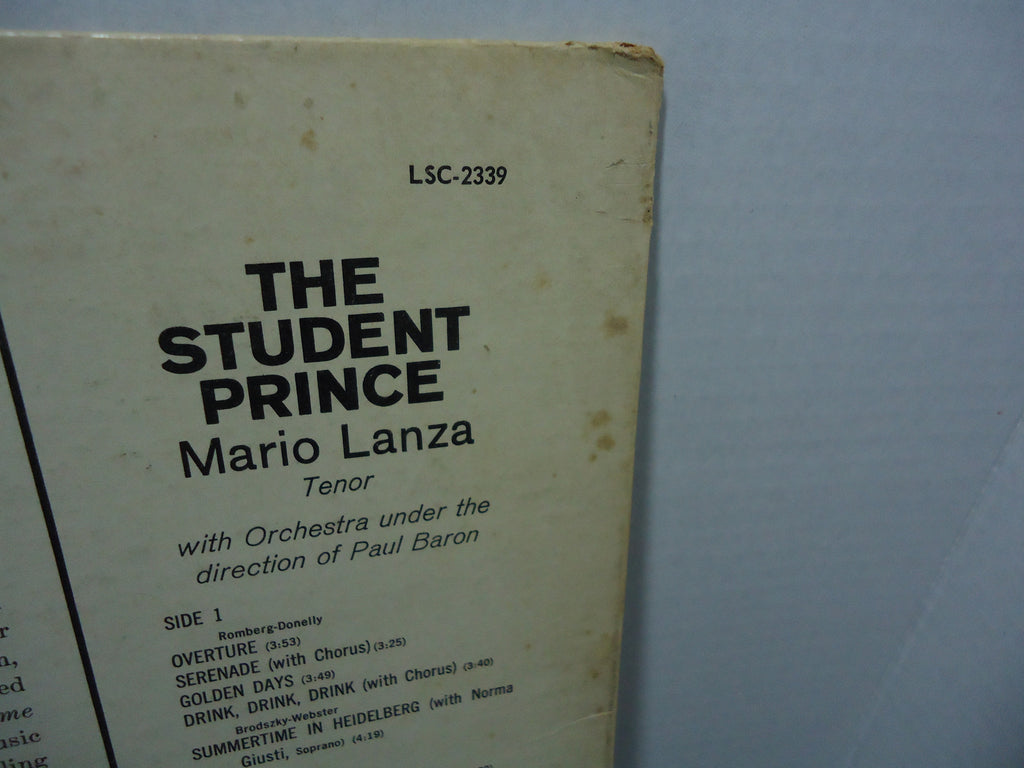 LSC-2339
THE
STUDENT
PRINCE
Mario Lanza
Tenor
with Orchestra under the
direction of Paul Baron
SIDE 1
Romberg-Donelly
OVERTURE (3:53)
SERENADE (with Chorus) (3:25)
GOLDEN DAYS (3:49)
DRINK, DRINK, DRINK (with Chorus) (3:40)
Brodszky-Webster
SUMMERTIME IN HEIDELBERG (with Norma
Giusti, Soprano) (4:19)